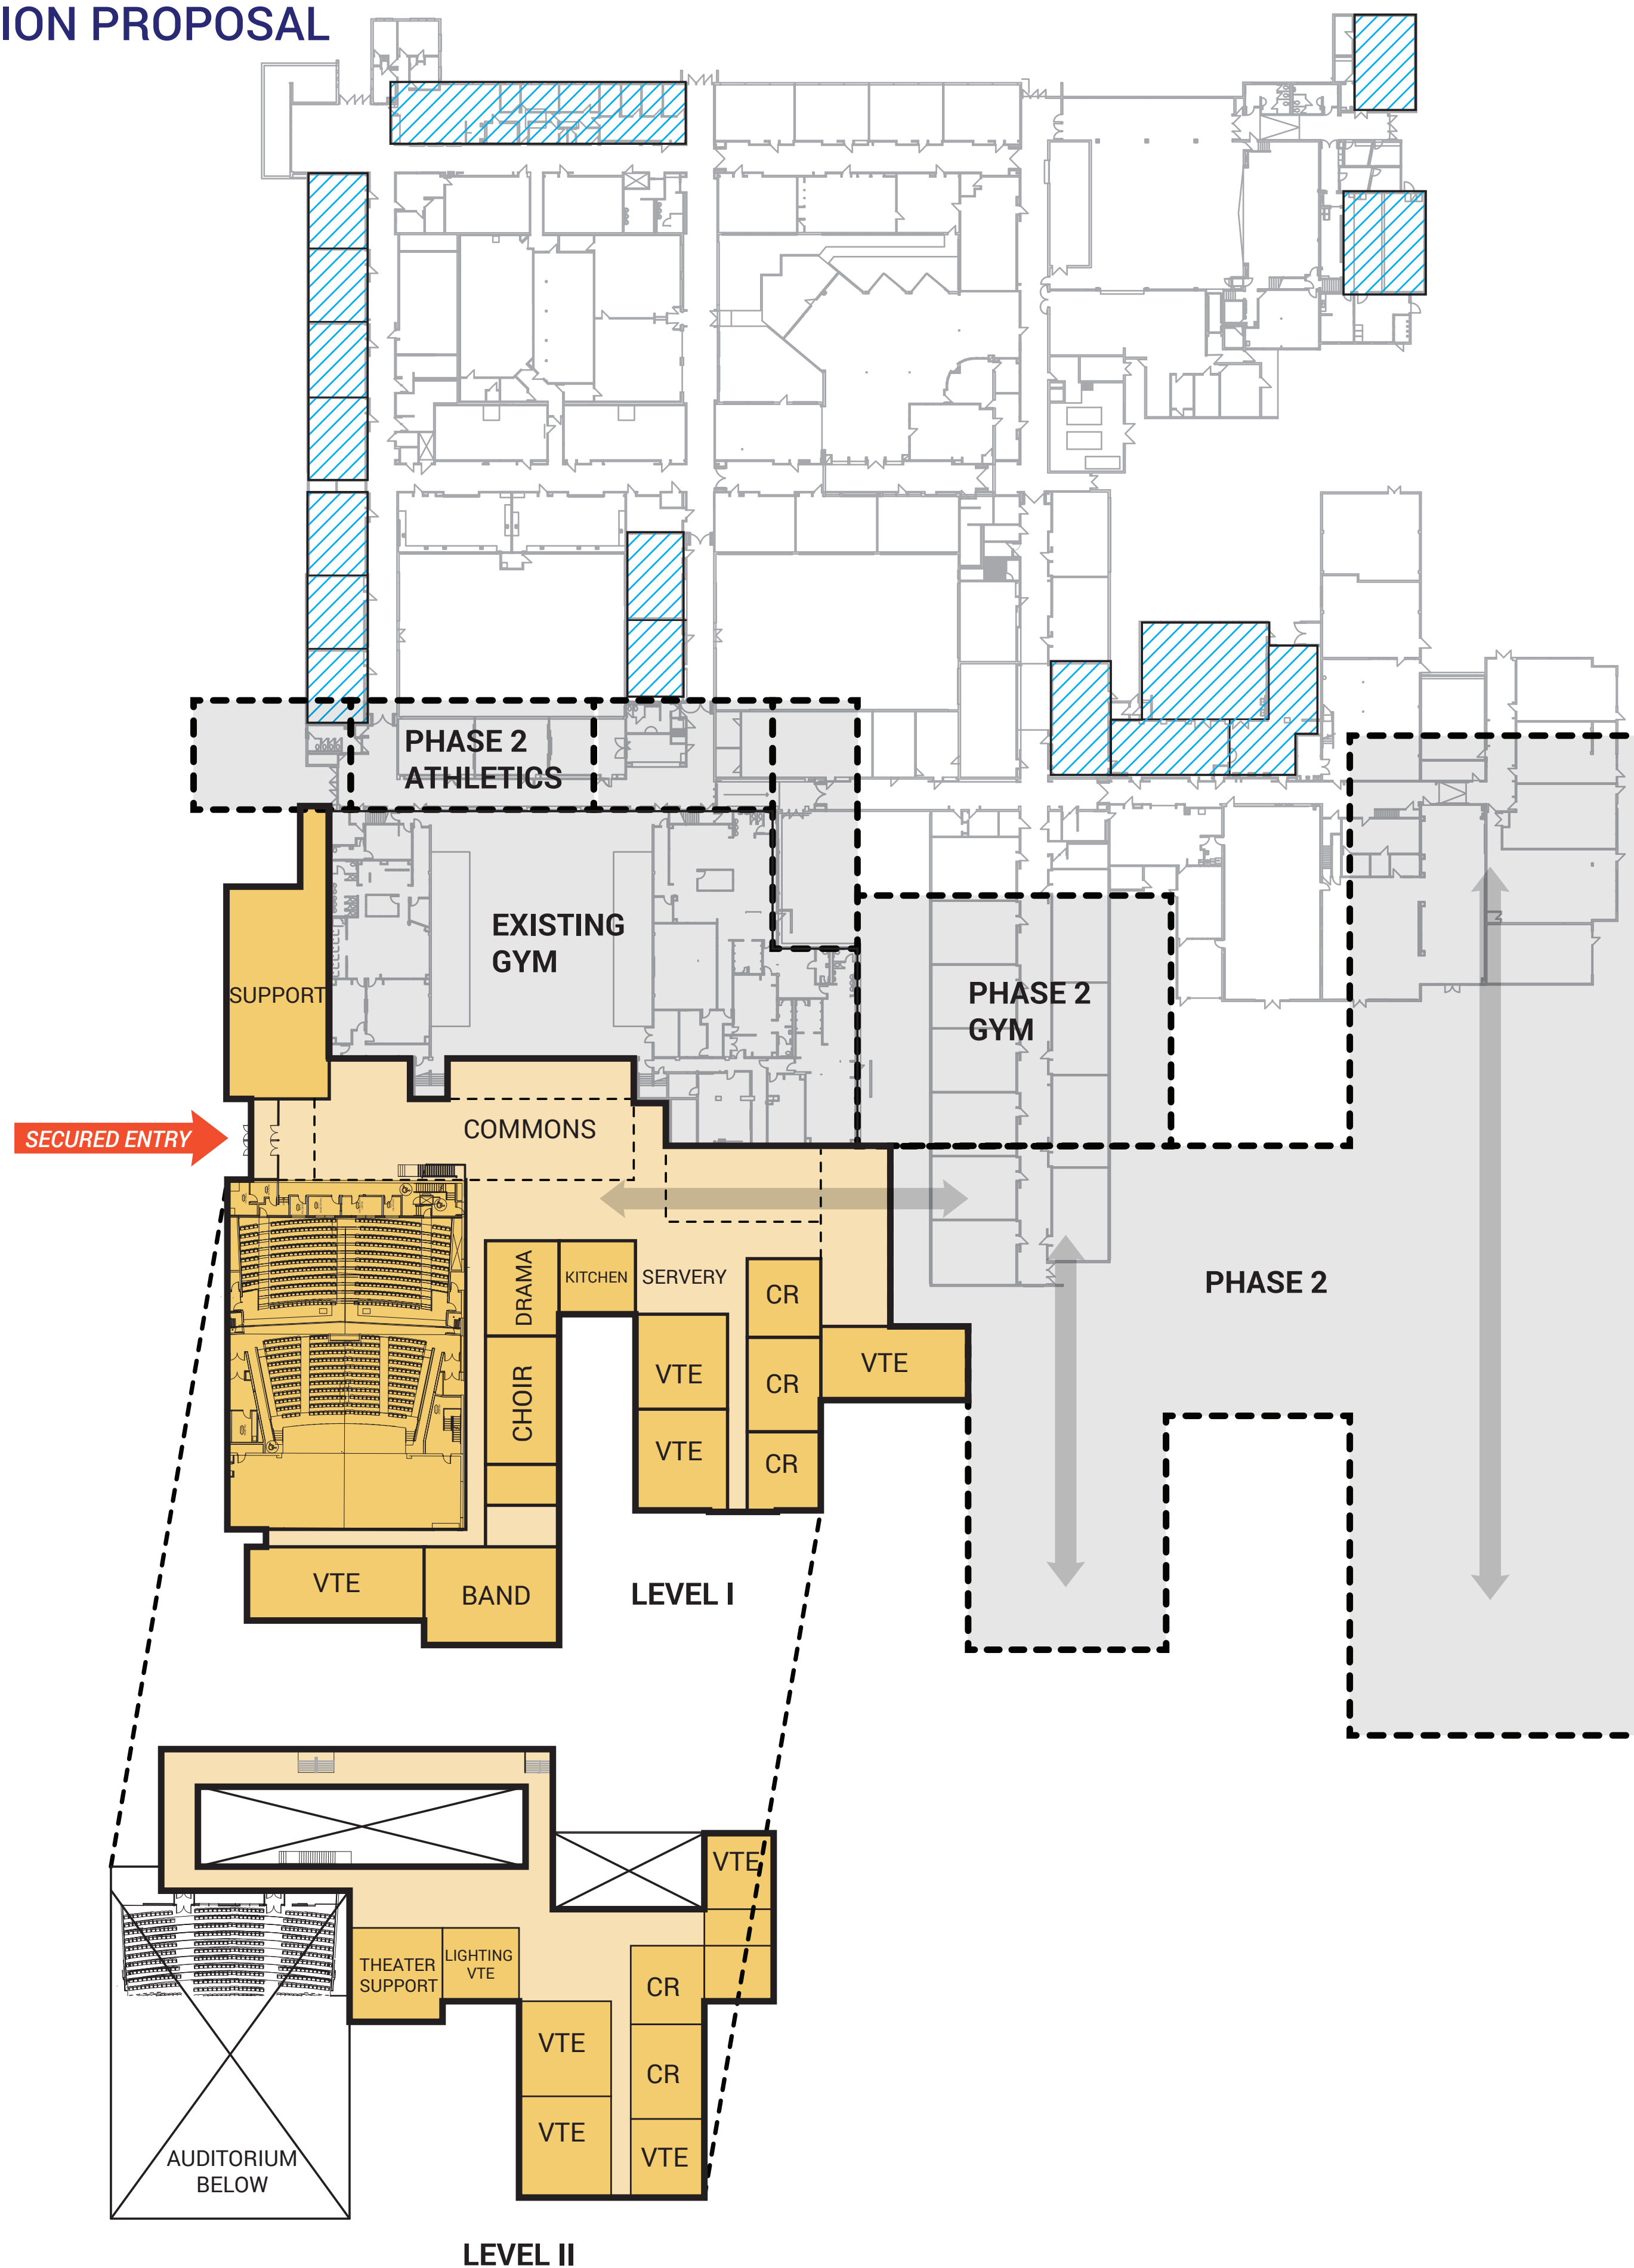 ION PROPOSAL
PHASE 2
ATHLETICS
EXISTING
GYM
SUPPORT
PHASE 2
GYM
SECURED ENTRY
COMMONS
DRAMA
KITCHEN
SERVERY
CR
PHASE 2
VTE
VTE
CHOIR
CR
VTE
CR
VTE
BAND
LEVEL I
VTE
THEATER
SUPPORT
LIGHTING
VTE
CR
VTE
CR
VTE
VTE
AUDITORIUM
BELOW
LEVEL II